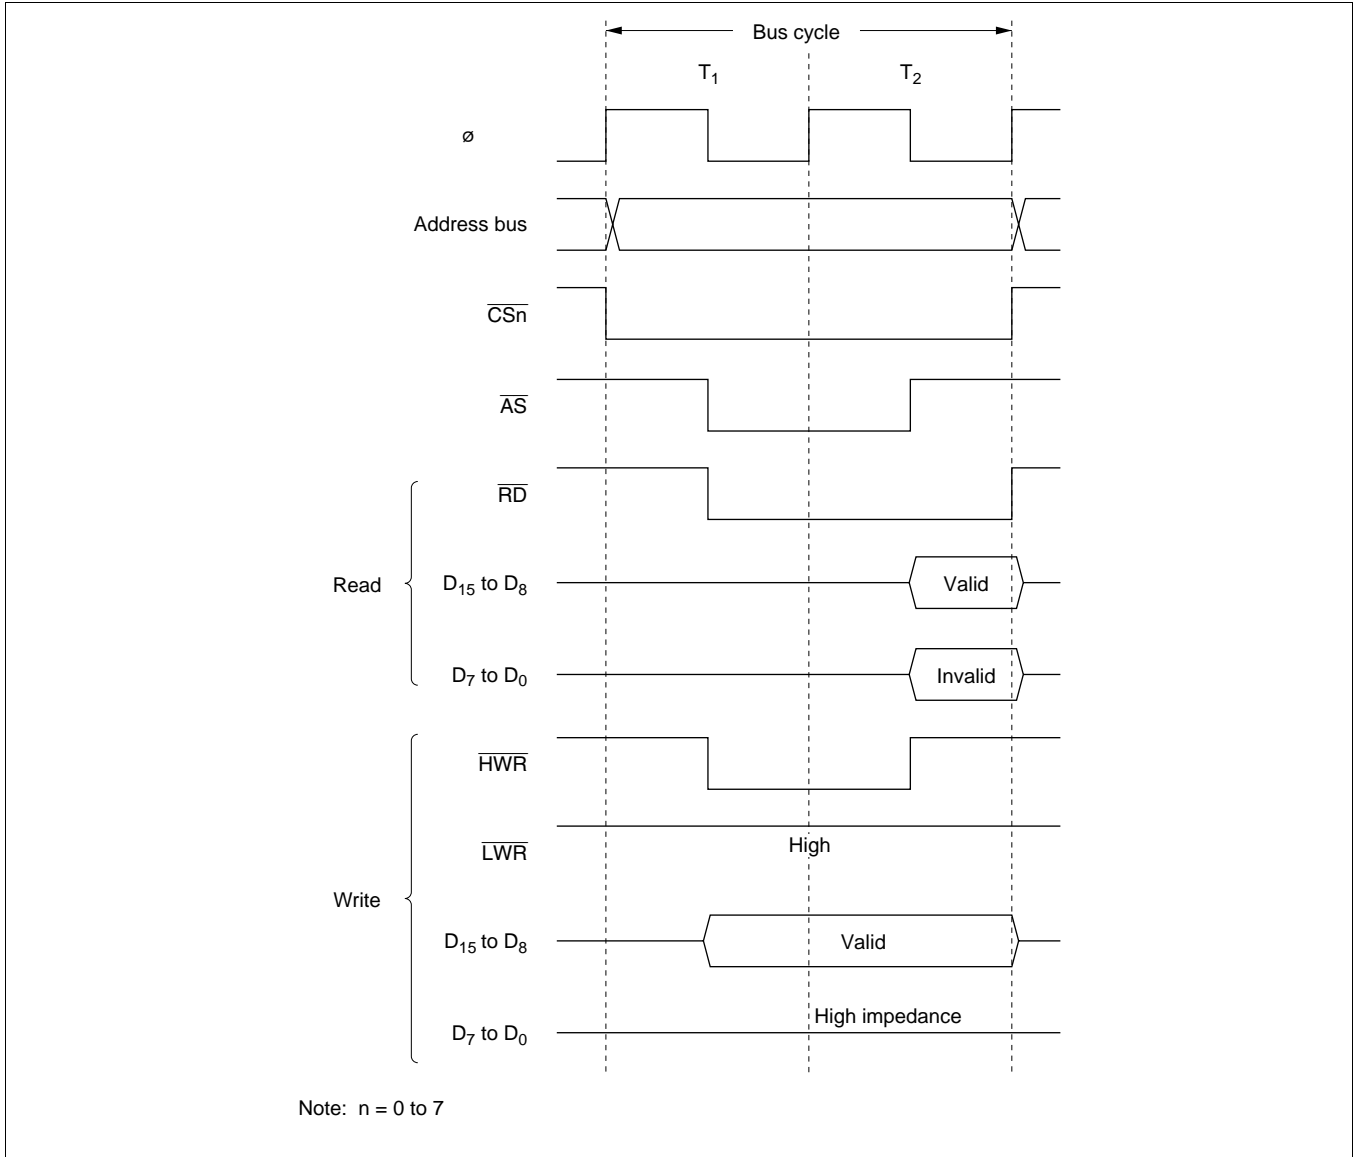 Bus cycle
T1 T2
ø
Address bus
CSn
AS
RD
Read D15 to D8 Valid
D7 to D0 Invalid
HWR
LWR High
Write
D15 to D8 Valid
D7 to D0 High impedance
Note: n = 0 to 7